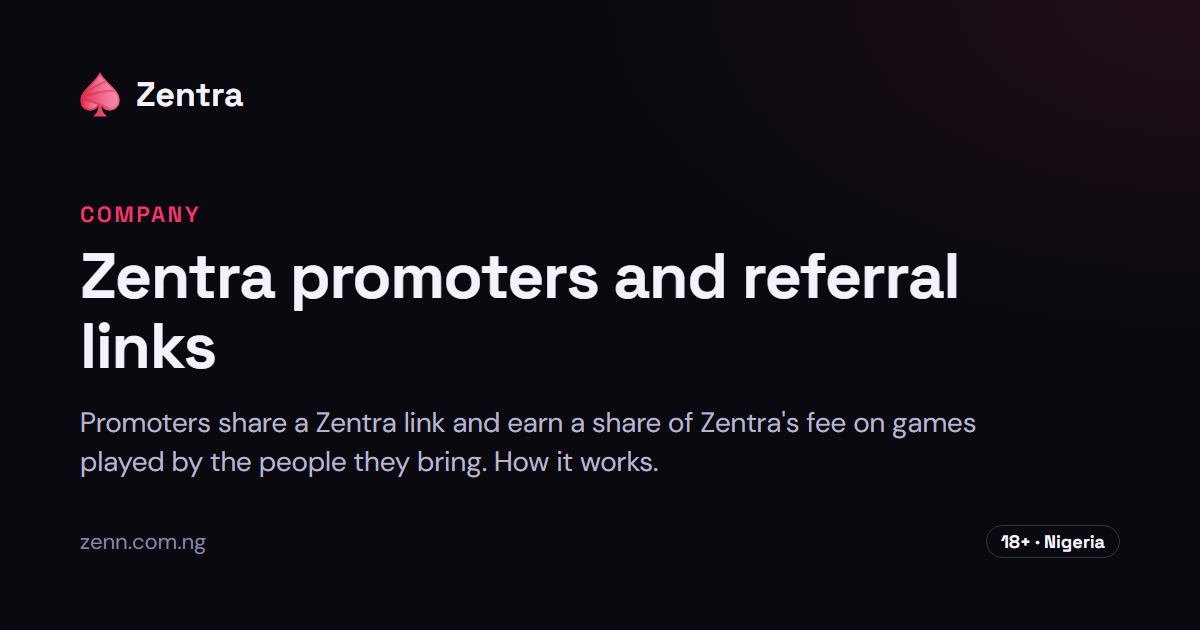 Zentra
COMPANY
Zentra promoters and referral
links
Promoters share a Zentra link and earn a share of Zentra's fee on games
played by the people they bring. How it works.
zenn.com.ng
18+ · Nigeria